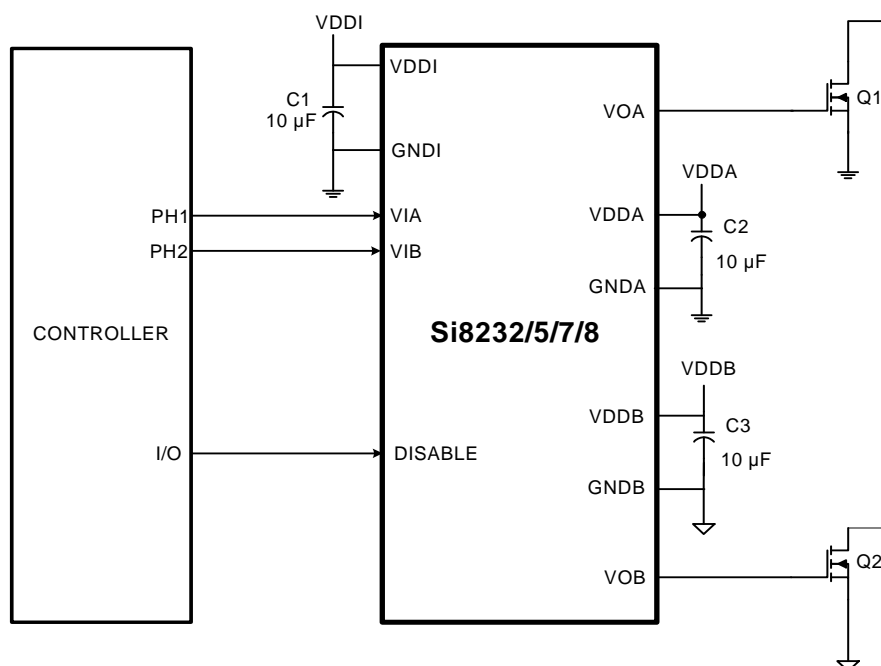 VDDI
VDDI
C1
10 µF
GNDI
PH1
VIA
PH2
VIB
CONTROLLER
I/O
DISABLE
Si8232/5/7/8
VOA
Q1
VDDA
VDDA
C2
10 µF
GNDA
VDDB
VDDB
C3
10 µF
GNDB
VOB
Q2